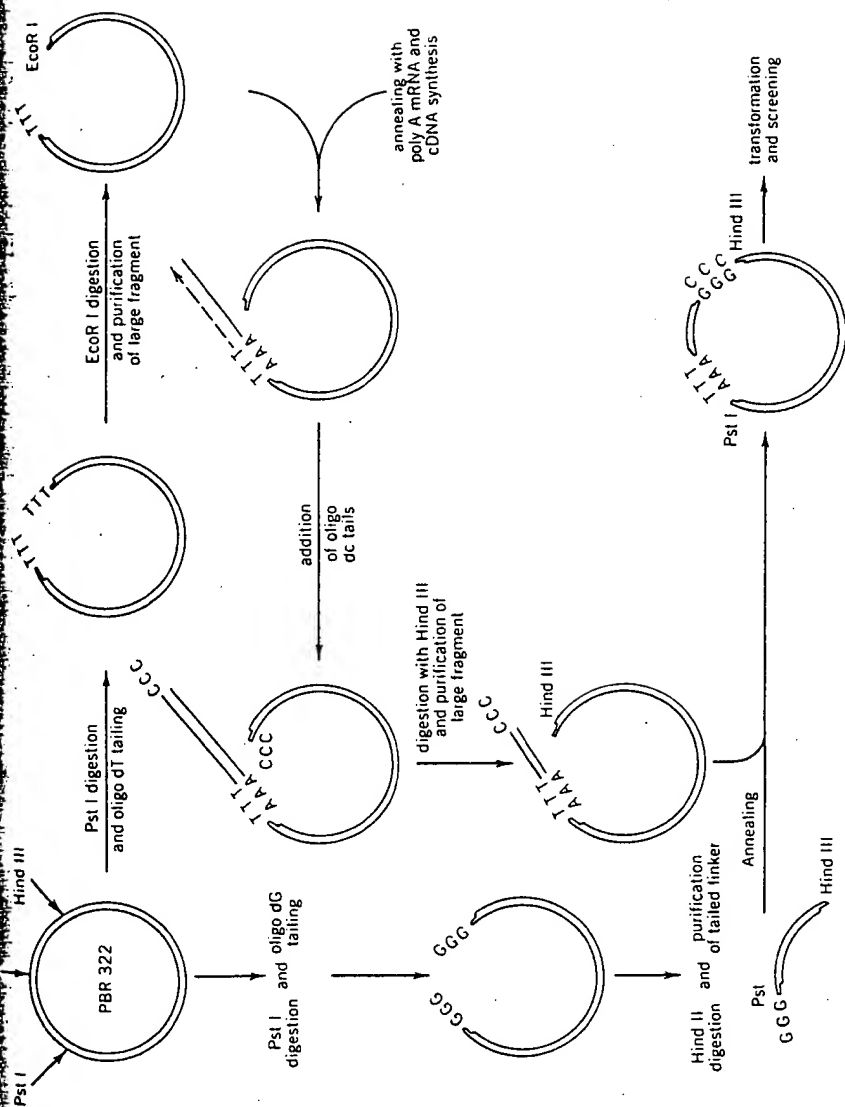 Pst I
Hind III
PBR 322
Pst I digestion
and oligo dT tailing
TTT
TTT
EcoR I digestion
and purification
of large fragment
TTT
EcoR I
annealing with
poly A mRNA and
cDNA synthesis
TTT
AAA
addition
of oligo
dc tails
TTT
AAA
CCC
CCC
Pst I
digestion
and
oligo dG
tailing
GGG
GGG
digestion with Hind III
and purification of
large fragment
TTT
AAA
CCC
Hind III
Hind II
digestion
and
purification
of tailed linker
Pst
GGG
Hind III
Annealing
Pst I
TTT
AAA
CCC
GGG
Hind III
transformation
and screening